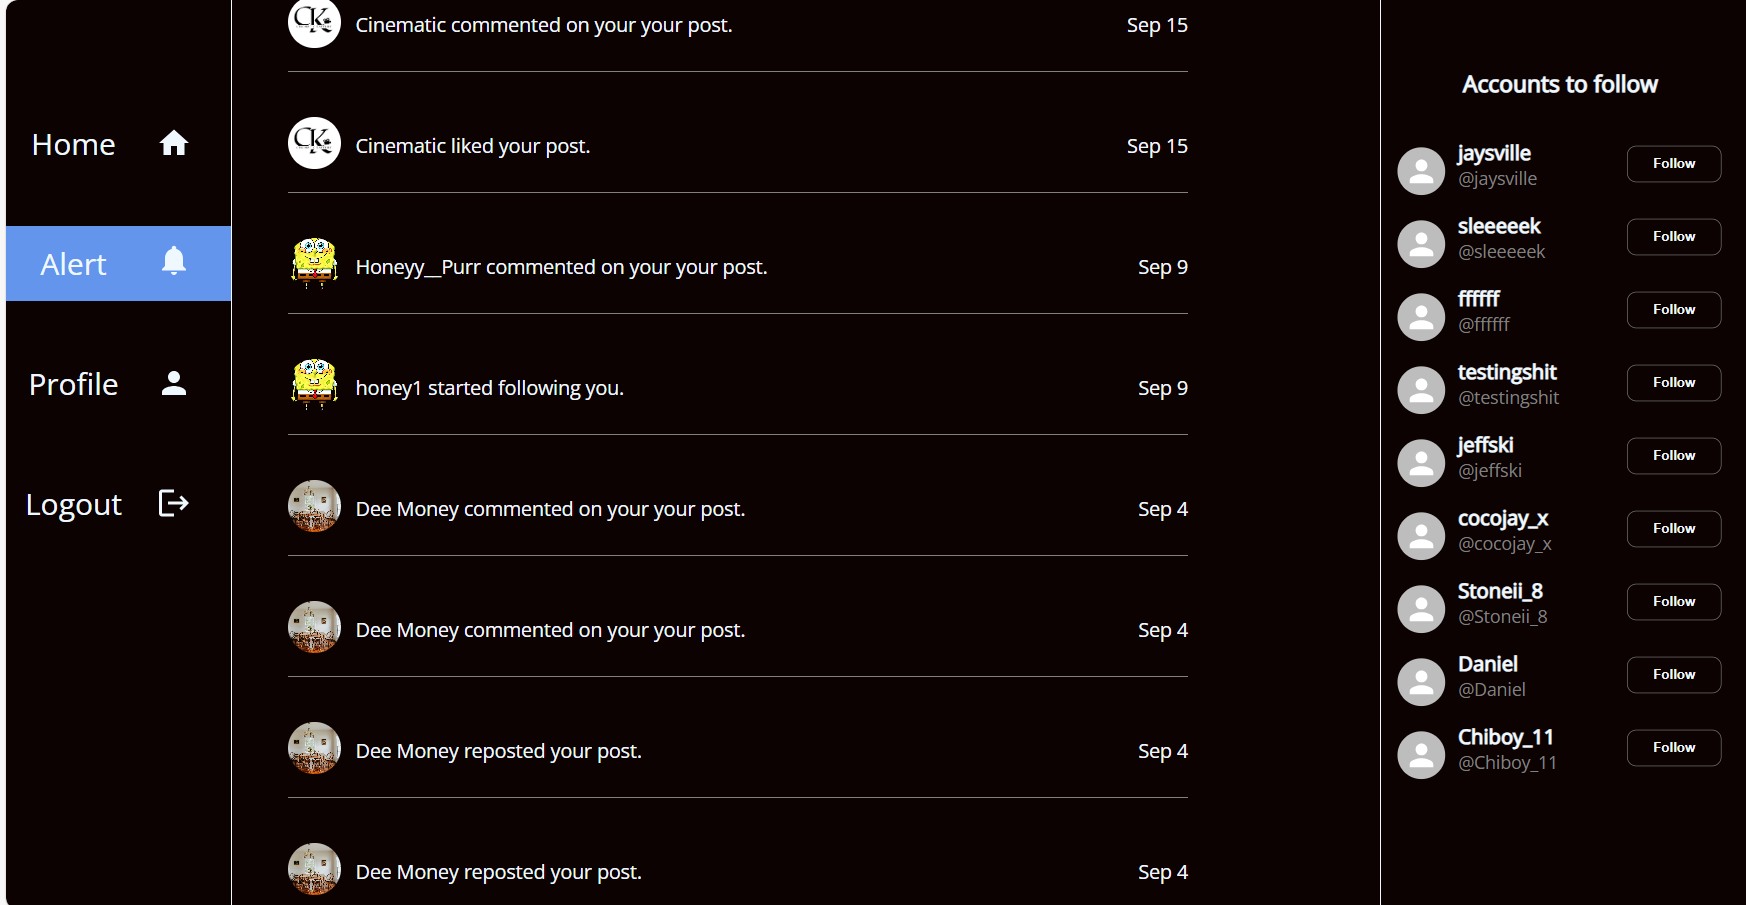 Home
Alert
Profile
Logout
CK
Cinematic commented on your your post.
Sep 15
CK
Cinematic liked your post.
Sep 15
Honeyy__Purr commented on your your post.
Sep 9
honey1 started following you.
Sep 9
Dee Money commented on your your post.
Sep 4
Dee Money commented on your your post.
Sep 4
Dee Money reposted your post.
Sep 4
Dee Money reposted your post.
Sep 4
Accounts to follow
jaysville
@jaysville
Follow
sleeeeek
@sleeeeek
Follow
ffffff
@ffffff
Follow
testingshit
@testingshit
Follow
jeffski
@jeffski
Follow
cocojay_x
@cocojay_x
Follow
Stoneii_8
@Stoneii_8
Follow
Daniel
@Daniel
Follow
Chiboy_11
@Chiboy_11
Follow